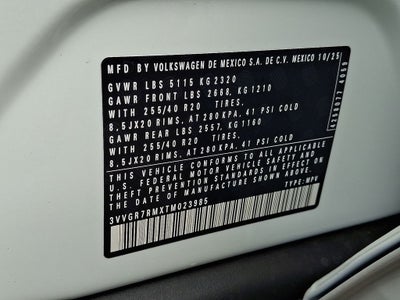 MFD BY VOLKSWAGEN DE MEXICO S.A. DE C.V. MEXICO 10/25
GVWR LBS 5115 KG 2320
GAWR FRONT LBS 2668, KG 1210
WITH 255/40 R20 TIRES.
8.5JX20 RIMS, AT 280 KPA, 41 PSI COLD
GAWR REAR LBS 2557, KG 1160
WITH 255/40 R20 TIRES.
8.5JX20 RIMS, AT 280 KPA, 41 PSI COLD
THIS VEHICLE CONFORMS TO ALL APPLICABLE
U.S. FEDERAL MOTOR VEHICLE SAFETY AND
THEFT PREVENTION STANDARDS IN EFFECT ON THE
DATE OF MANUFACTURE SHOWN ABOVE.
3VVGR7RMXTM023985 TYPE: MPV